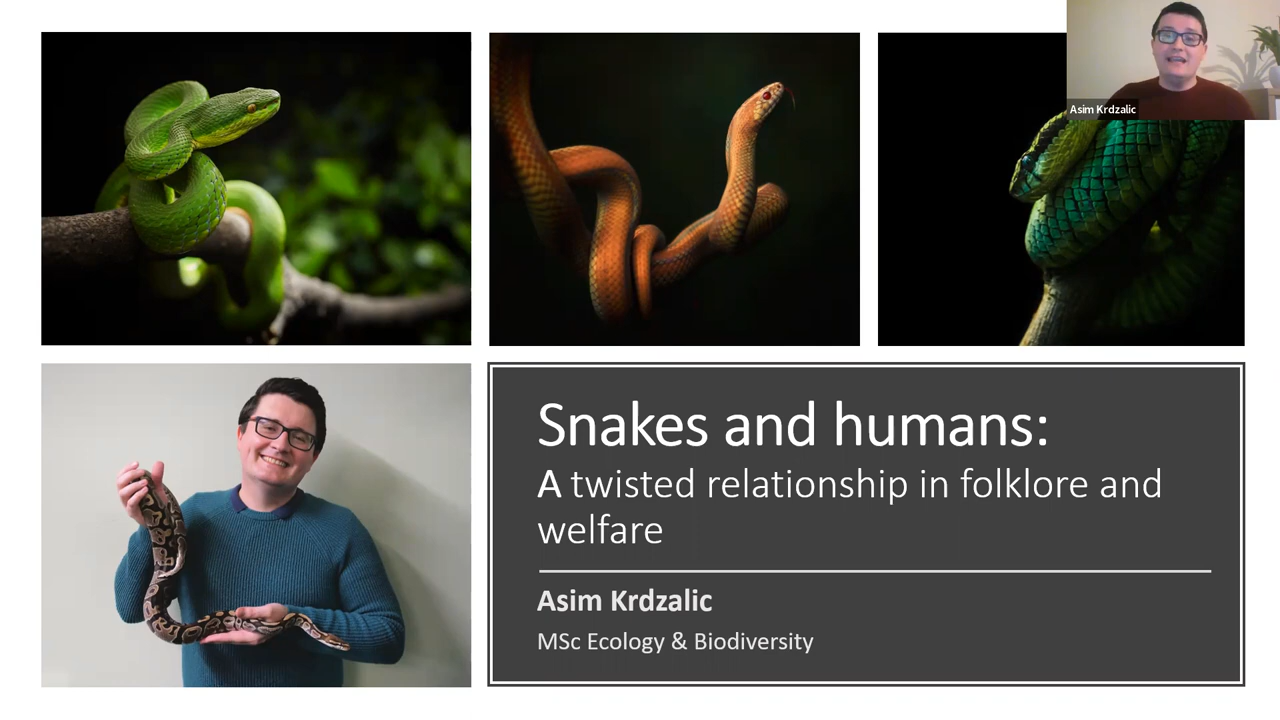 Asim Krdzalic
Snakes and humans:
A twisted relationship in folklore and
welfare
Asim Krdzalic
MSc Ecology & Biodiversity